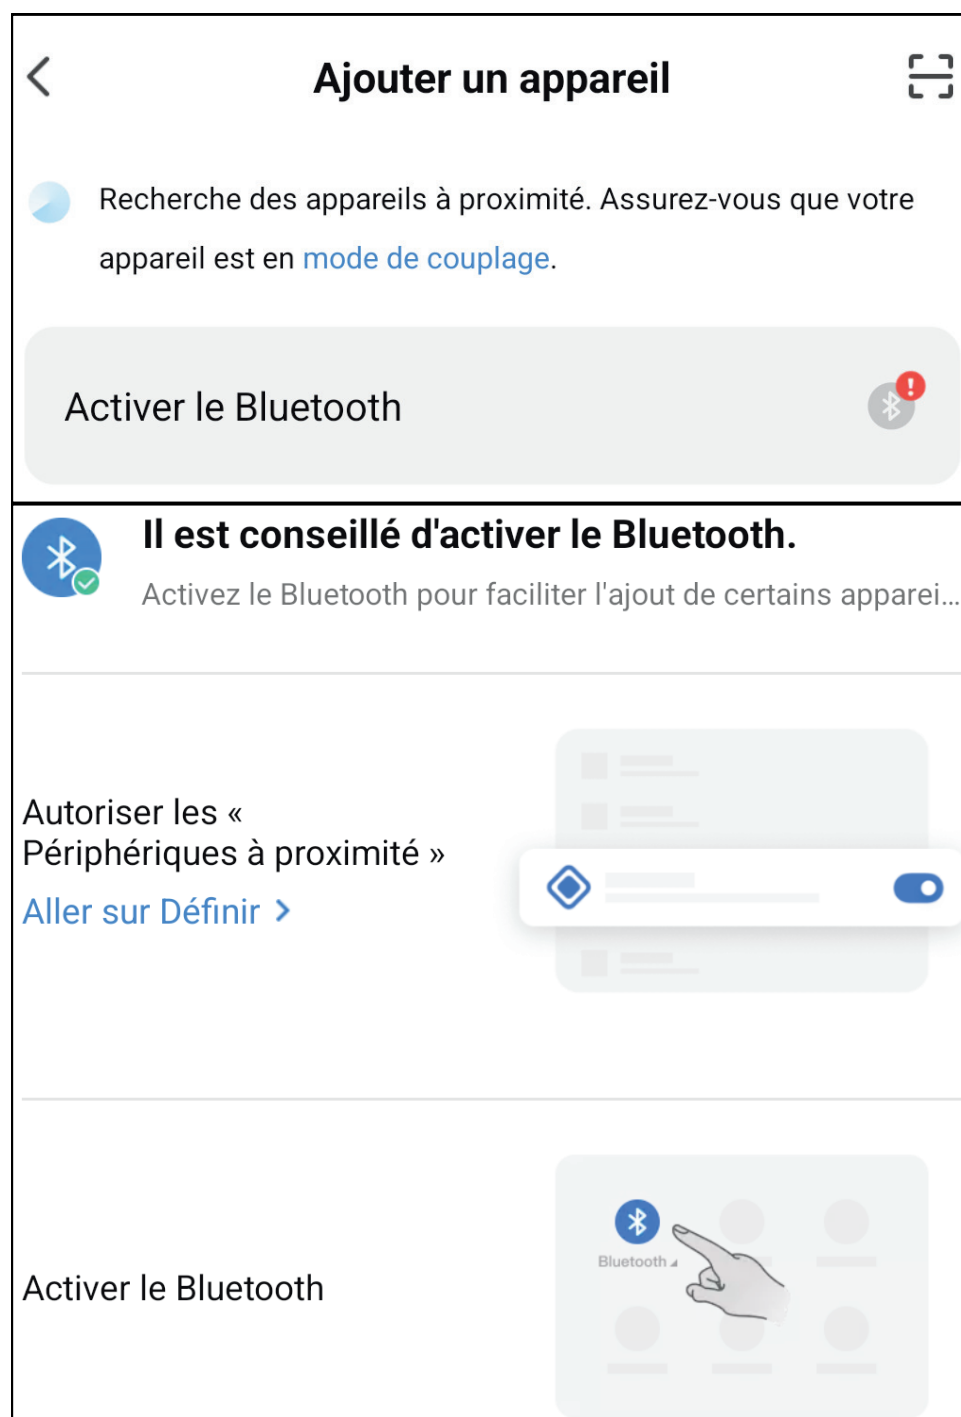 Ajouter un appareil
Recherche des appareils à proximité. Assurez-vous que votre
appareil est en mode de couplage.
Activer le Bluetooth
Il est conseillé d'activer le Bluetooth.
Activez le Bluetooth pour faciliter l'ajout de certains apparei...
Autoriser les «
Périphériques à proximité »
Aller sur Définir >
Bluetooth
Activer le Bluetooth